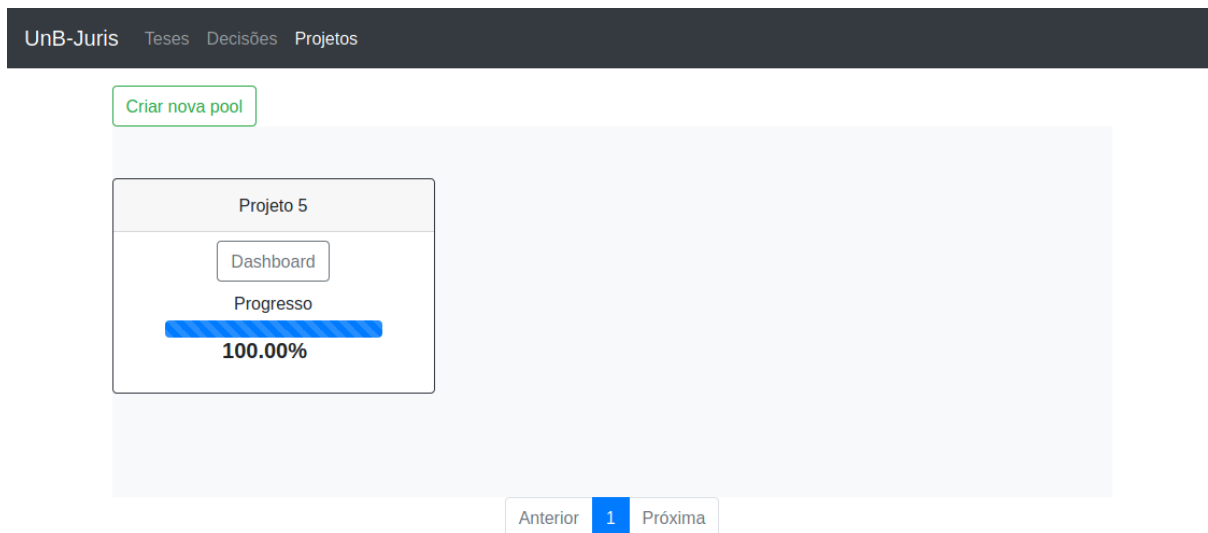 UnB-Juris Teses Decisões Projetos
Criar nova pool
Projeto 5
Dashboard
Progresso
100.00%
Anterior 1 Próxima